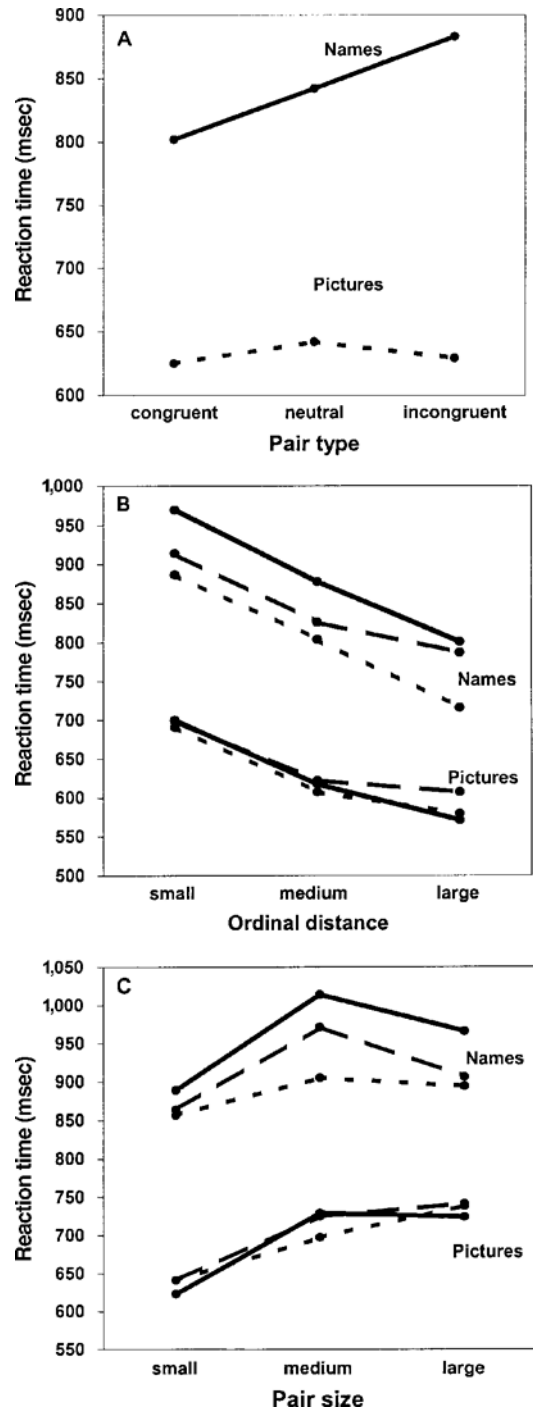 A
Names
Pictures
900
850
800
750
700
650
600
Reaction time (msec)
congruent neutral incongruent
Pair type
B
Names
Pictures
1,000
950
900
850
800
750
700
650
600
550
500
Reaction time (msec)
small medium large
Ordinal distance
C
Names
Pictures
1,050
1,000
950
900
850
800
750
700
650
600
550
Reaction time (msec)
small medium large
Pair size